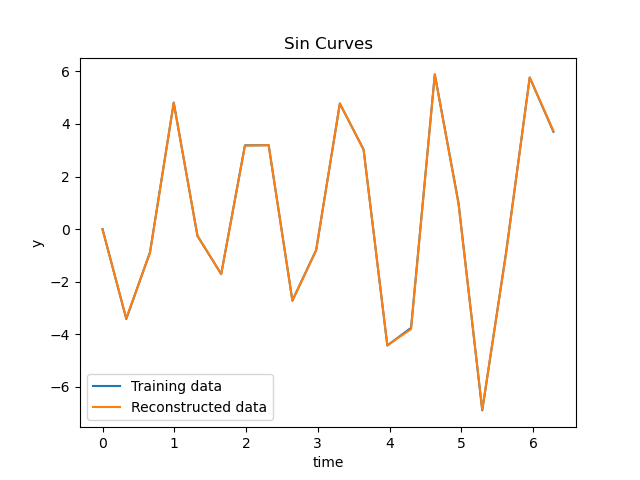 Sin Curves
6
4
2
0
−2
−4
−6
y
Training data
Reconstructed data
0 1 2 3 4 5 6
time